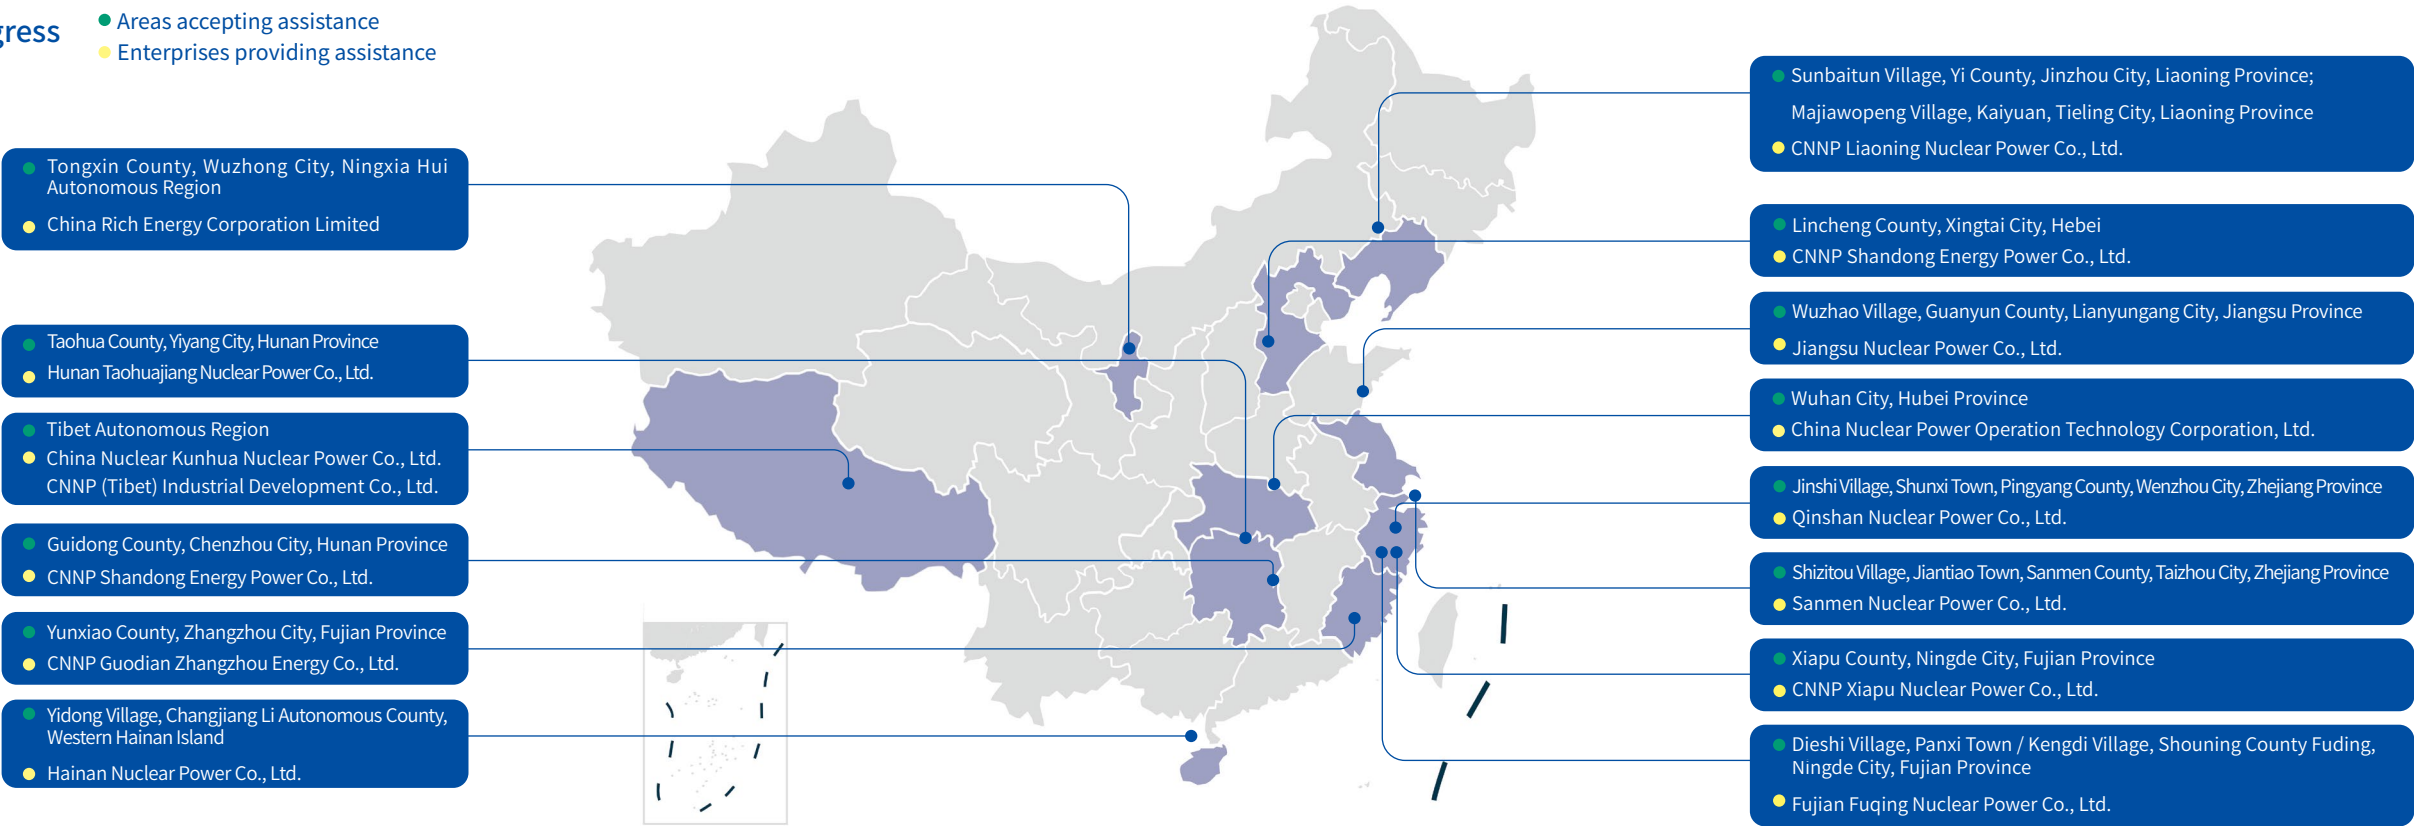 gress
Areas accepting assistance
Enterprises providing assistance
Tongxin County, Wuzhong City, Ningxia Hui
Autonomous Region
China Rich Energy Corporation Limited
Taohua County, Yiyang City, Hunan Province
Hunan Taohuajiang Nuclear Power Co., Ltd.
Tibet Autonomous Region
China Nuclear Kunhua Nuclear Power Co., Ltd.
CNNP (Tibet) Industrial Development Co., Ltd.
Guidong County, Chenzhou City, Hunan Province
CNNP Shandong Energy Power Co., Ltd.
Yunxiao County, Zhangzhou City, Fujian Province
CNNP Guodian Zhangzhou Energy Co., Ltd.
Yidong Village, Changjiang Li Autonomous County,
Western Hainan Island
Hainan Nuclear Power Co., Ltd.
Sunbaitun Village, Yi County, Jinzhou City, Liaoning Province;
Majiawopeng Village, Kaiyuan, Tieling City, Liaoning Province
CNNP Liaoning Nuclear Power Co., Ltd.
Lincheng County, Xingtai City, Hebei
CNNP Shandong Energy Power Co., Ltd.
Wuzhao Village, Guanyun County, Lianyungang City, Jiangsu Province
Jiangsu Nuclear Power Co., Ltd.
Wuhan City, Hubei Province
China Nuclear Power Operation Technology Corporation, Ltd.
Jinshi Village, Shunxi Town, Pingyang County, Wenzhou City, Zhejiang Province
Qinshan Nuclear Power Co., Ltd.
Shizitou Village, Jiantiao Town, Sanmen County, Taizhou City, Zhejiang Province
Sanmen Nuclear Power Co., Ltd.
Xiapu County, Ningde City, Fujian Province
CNNP Xiapu Nuclear Power Co., Ltd.
Dieshi Village, Panxi Town / Kengdi Village, Shouning County Fuding,
Ningde City, Fujian Province
Fujian Fuqing Nuclear Power Co., Ltd.